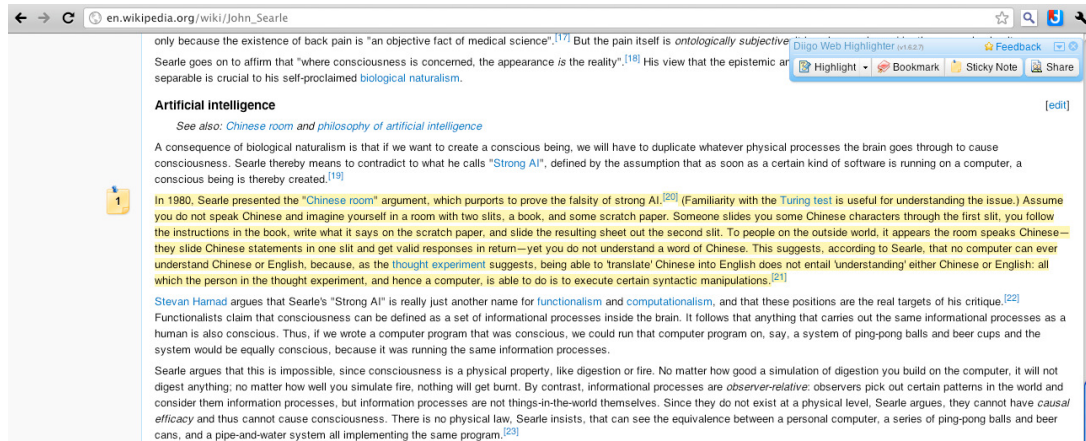 en.wikipedia.org/wiki/John_Searle
only because the existence of back pain is "an objective fact of medical science".[17] But the pain itself is ontologically subjective
Diigo Web Highlighter (v1.6.2.7) Feedback
Searle goes on to affirm that "where consciousness is concerned, the appearance is the reality".[18] His view that the epistemic
Highlight Bookmark Sticky Note Share
separable is crucial to his self-proclaimed biological naturalism.
Artificial intelligence [edit]
See also: Chinese room and philosophy of artificial intelligence
A consequence of biological naturalism is that if we want to create a conscious being, we will have to duplicate whatever physical processes the brain goes through to cause
consciousness. Searle thereby means to contradict to what he calls "Strong AI", defined by the assumption that as soon as a certain kind of software is running on a computer, a
conscious being is thereby created.[19]
1
In 1980, Searle presented the "Chinese room" argument, which purports to prove the falsity of strong AI.[20] (Familiarity with the Turing test is useful for understanding the issue.) Assume
you do not speak Chinese and imagine yourself in a room with two slits, a book, and some scratch paper. Someone slides you some Chinese characters through the first slit, you follow
the instructions in the book, write what it says on the scratch paper, and slide the resulting sheet out the second slit. To people on the outside world, it appears the room speaks Chinese—
they slide Chinese statements in one slit and get valid responses in return—yet you do not understand a word of Chinese. This suggests, according to Searle, that no computer can ever
understand Chinese or English, because, as the thought experiment suggests, being able to 'translate' Chinese into English does not entail 'understanding' either Chinese or English: all
which the person in the thought experiment, and hence a computer, is able to do is to execute certain syntactic manipulations.[21]
Stevan Harnad argues that Searle's "Strong AI" is really just another name for functionalism and computationalism, and that these positions are the real targets of his critique.[22]
Functionalists claim that consciousness can be defined as a set of informational processes inside the brain. It follows that anything that carries out the same informational processes as a
human is also conscious. Thus, if we wrote a computer program that was conscious, we could run that computer program on, say, a system of ping-pong balls and beer cups and the
system would be equally conscious, because it was running the same information processes.
Searle argues that this is impossible, since consciousness is a physical property, like digestion or fire. No matter how good a simulation of digestion you build on the computer, it will not
digest anything; no matter how well you simulate fire, nothing will get burnt. By contrast, informational processes are observer-relative: observers pick out certain patterns in the world and
consider them information processes, but information processes are not things-in-the-world themselves. Since they do not exist at a physical level, Searle argues, they cannot have causal
efficacy and thus cannot cause consciousness. There is no physical law, Searle insists, that can see the equivalence between a personal computer, a series of ping-pong balls and beer
cans, and a pipe-and-water system all implementing the same program.[23]